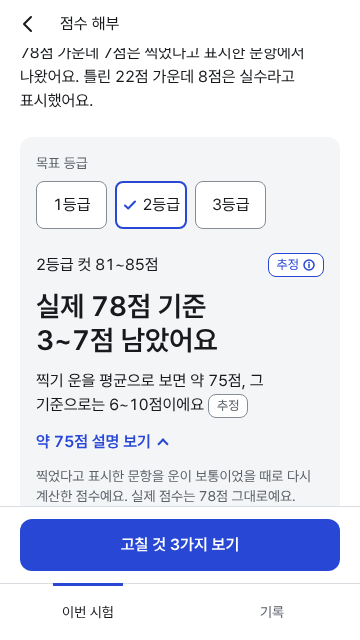 점수 해부
78점 가운데 7점은 찍었다고 표시한 문항에서
나왔어요. 틀린 22점 가운데 8점은 실수라고
표시했어요.
목표 등급
1등급
2등급
3등급
2등급 컷 81~85점
추정
실제 78점 기준
3~7점 남았어요
찍기 운을 평균으로 보면 약 75점, 그
기준으로는 6~10점이에요 추정
약 75점 설명 보기
찍었다고 표시한 문항을 운이 보통이었을 때로 다시
계산한 점수예요. 실제 점수는 78점 그대로예요.
고칠 것 3가지 보기
이번 시험
기록